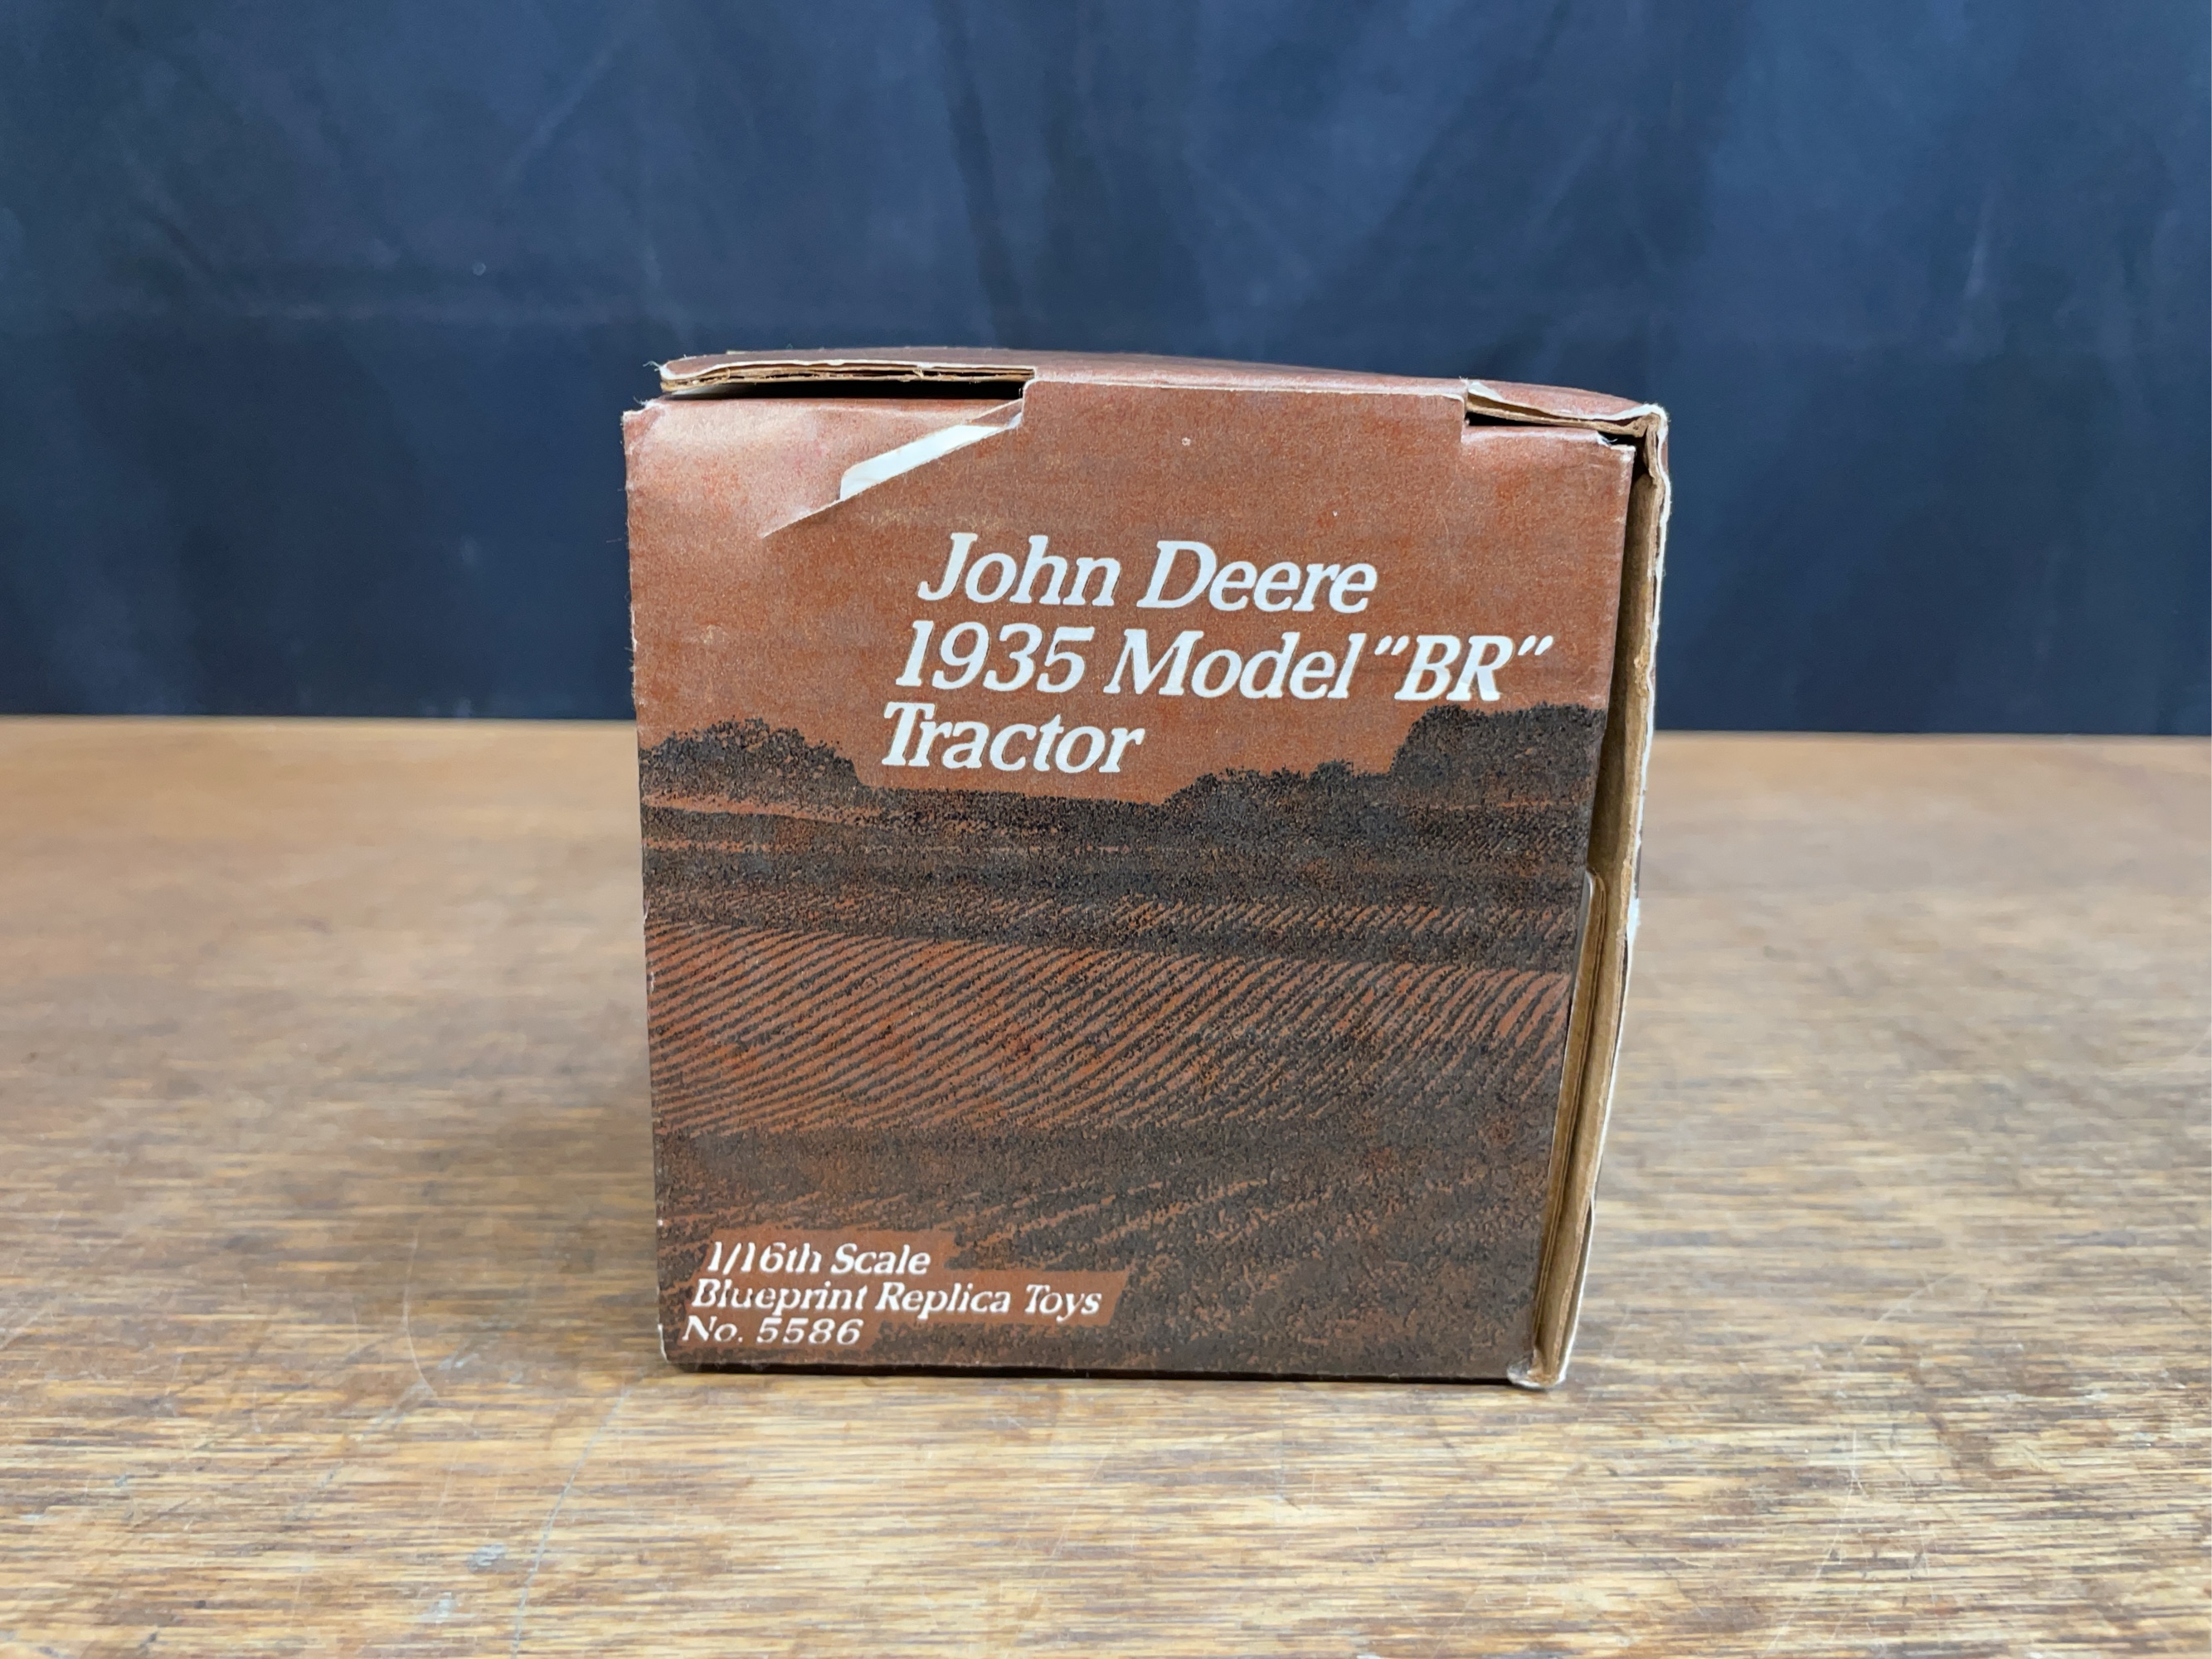 John Deere
1935 Model "BR"
Tractor
1/16th Scale
Blueprint Replica Toys
No. 5586